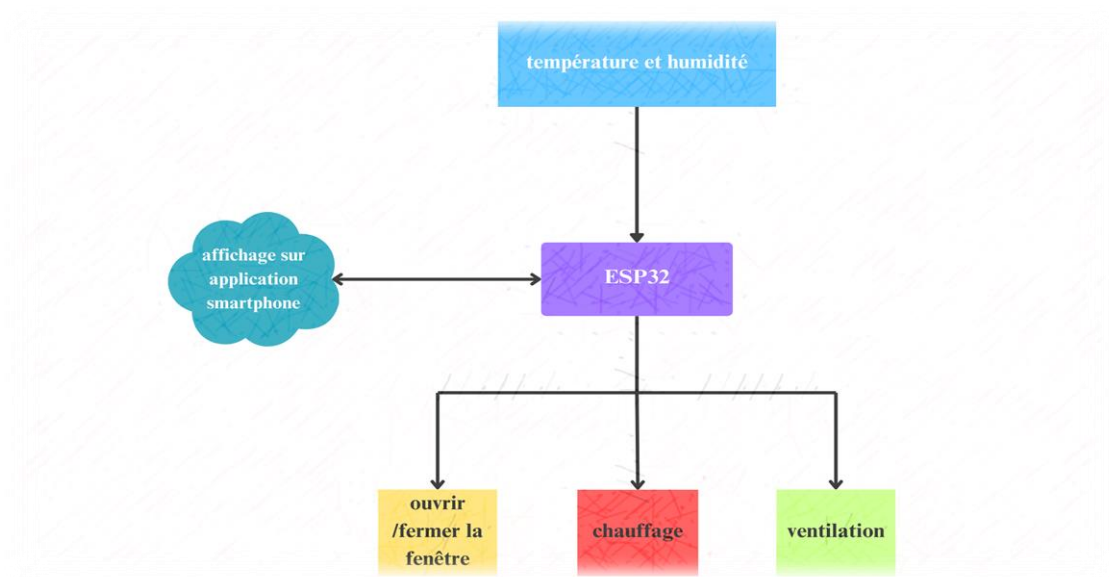 température et humidité
affichage sur
application
smartphone
ESP32
ouvrir
/fermer la
fenêtre
chauffage
ventilation